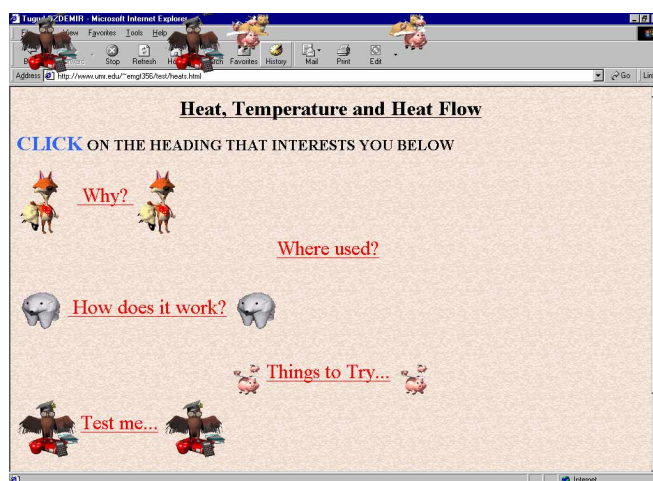 DZDEMIR - Microsoft Internet Explorer
View Favorites Tools Help
Stop Refresh Favorites History Mail Print Edit
Address http://www.umr.edu/~emgt356/test/heats.html Go
Heat, Temperature and Heat Flow
CLICK ON THE HEADING THAT INTERESTS YOU BELOW
Why?
Where used?
How does it work?
Things to Try...
Test me...
Internet